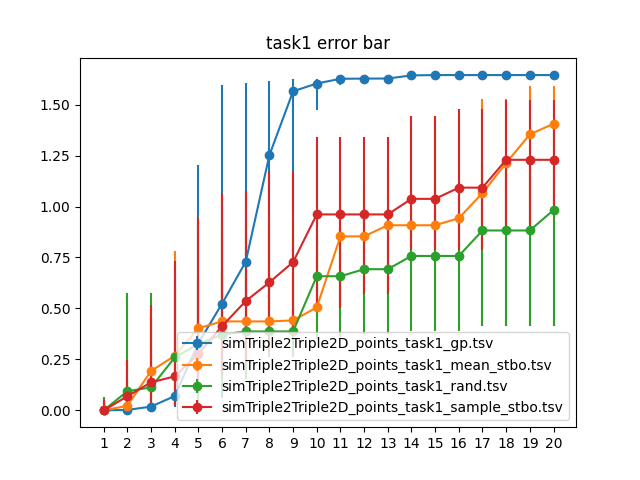 task1 error bar
1.50
1.25
1.00
0.75
0.50
0.25
0.00
simTriple2Triple2D_points_task1_gp.tsv
simTriple2Triple2D_points_task1_mean_stbo.tsv
simTriple2Triple2D_points_task1_rand.tsv
simTriple2Triple2D_points_task1_sample_stbo.tsv
1 2 3 4 5 6 7 8 9 10 11 12 13 14 15 16 17 18 19 20